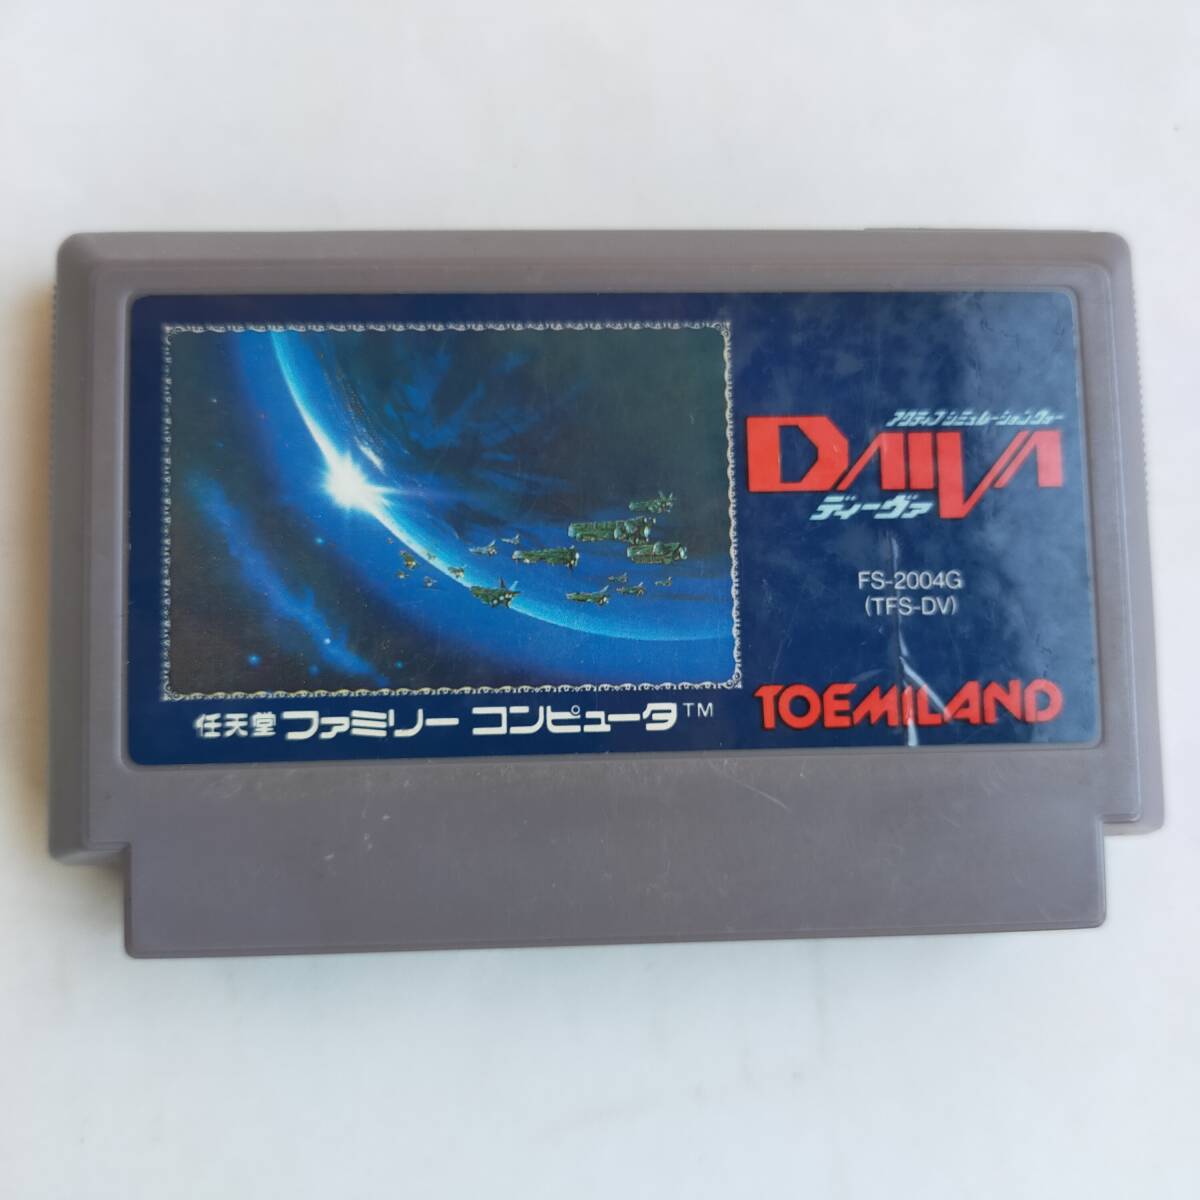 アクティブ シミュレーションウォー
DAIVA
ディーヴァ
FS-2004G
(TFS-DV)
TOEMILAND
任天堂 ファミリー コンピュータ™